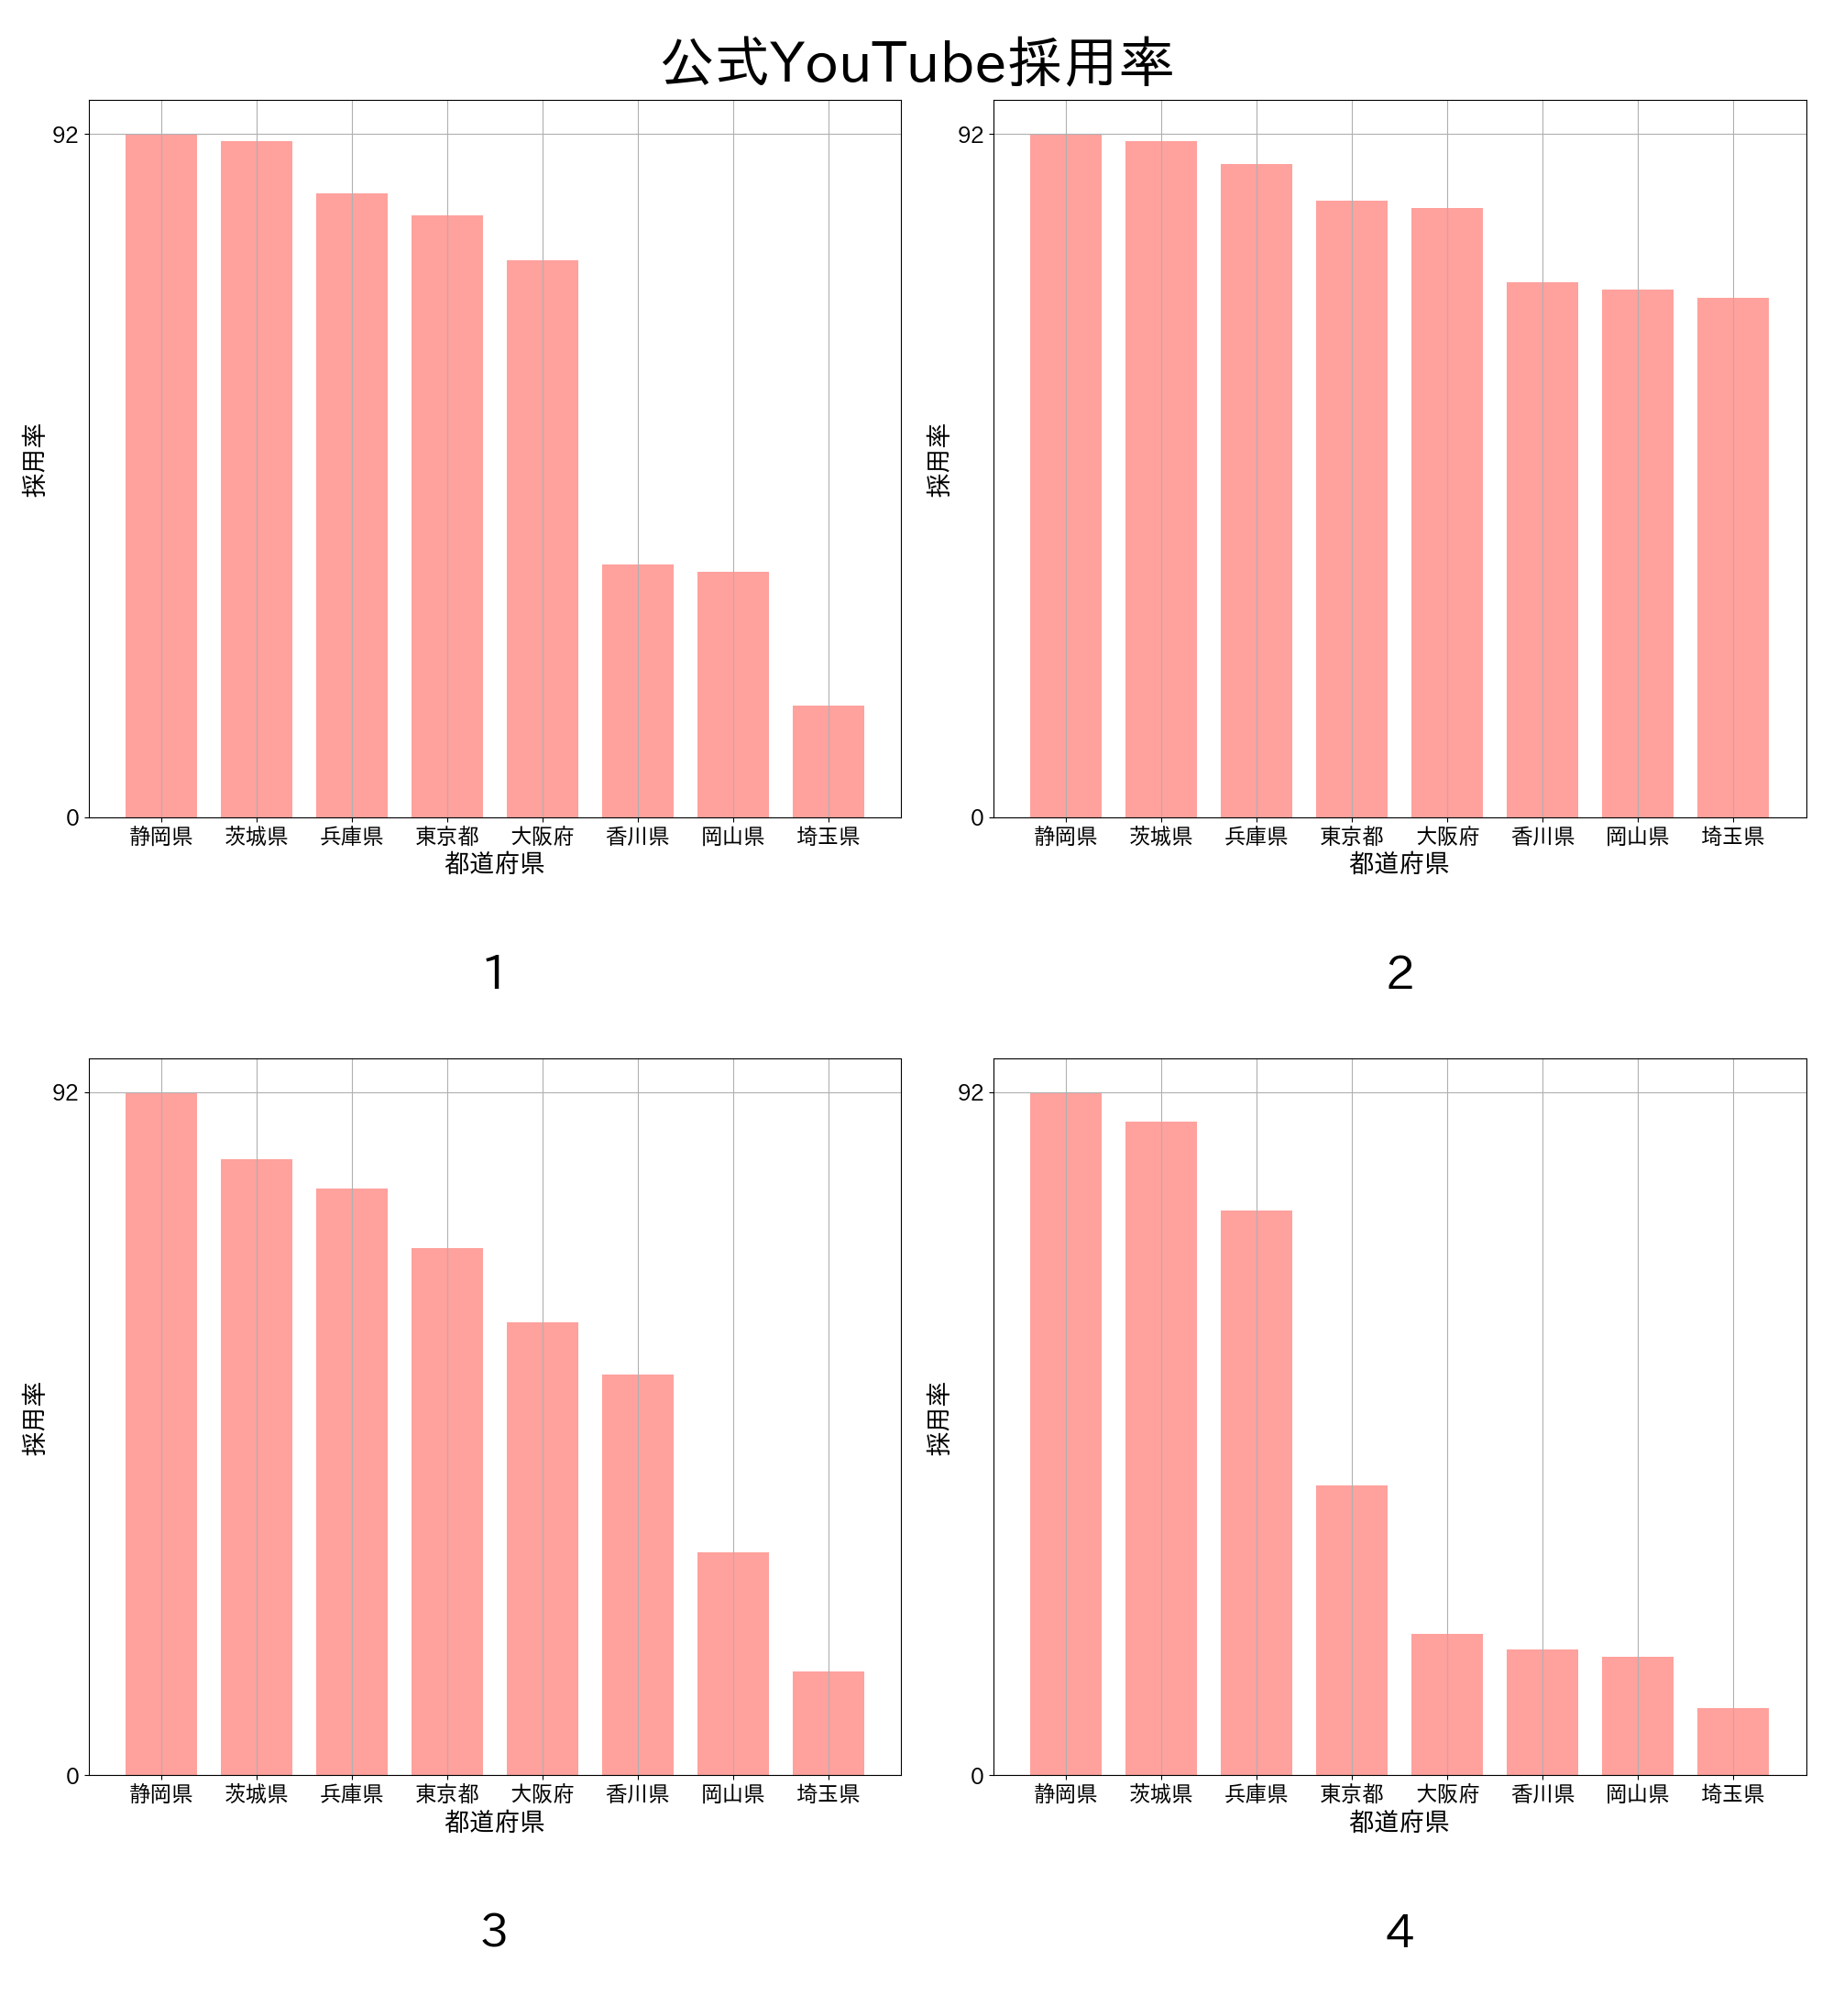 公式YouTube採用率
92
0
採用率
静岡県 茨城県 兵庫県 東京都 大阪府 香川県 岡山県 埼玉県
都道府県
1
92
0
採用率
静岡県 茨城県 兵庫県 東京都 大阪府 香川県 岡山県 埼玉県
都道府県
2
92
0
採用率
静岡県 茨城県 兵庫県 東京都 大阪府 香川県 岡山県 埼玉県
都道府県
3
92
0
採用率
静岡県 茨城県 兵庫県 東京都 大阪府 香川県 岡山県 埼玉県
都道府県
4